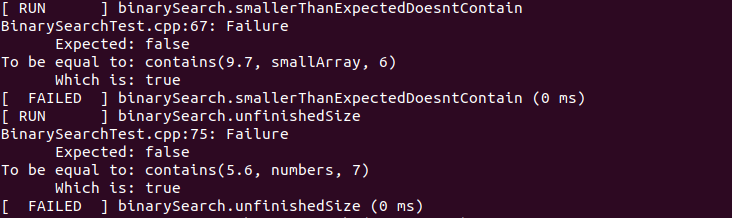 [ RUN      ] binarySearch.smallerThanExpectedDoesntContain
BinarySearchTest.cpp:67: Failure
      Expected: false
To be equal to: contains(9.7, smallArray, 6)
      Which is: true
[  FAILED  ] binarySearch.smallerThanExpectedDoesntContain (0 ms)
[ RUN      ] binarySearch.unfinishedSize
BinarySearchTest.cpp:75: Failure
      Expected: false
To be equal to: contains(5.6, numbers, 7)
      Which is: true
[  FAILED  ] binarySearch.unfinishedSize (0 ms)